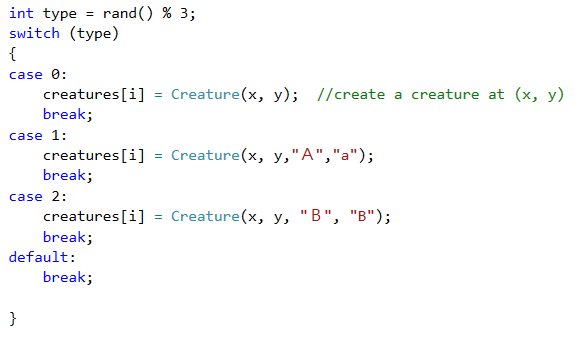 int type = rand() % 3;
switch (type)
{
case 0:
    creatures[i] = Creature(x, y);  //create a creature at (x, y)
    break;
case 1:
    creatures[i] = Creature(x, y,"Ａ","a");
    break;
case 2:
    creatures[i] = Creature(x, y, "Ｂ", "B");
    break;
default:
    break;

}